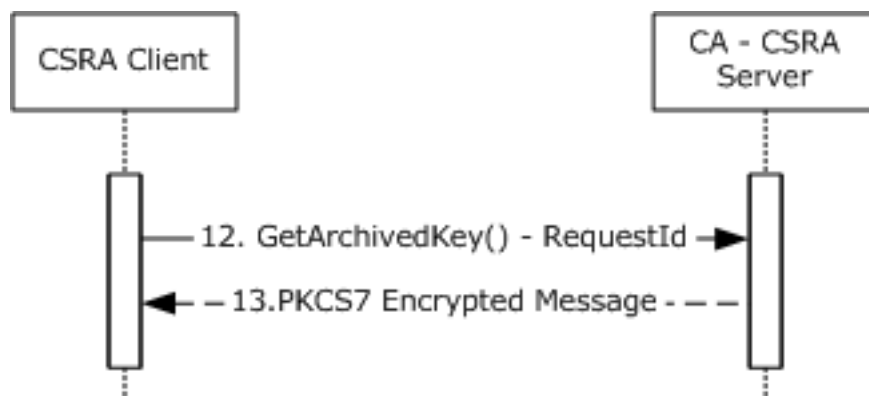 CSRA Client
CA - CSRA
Server
12. GetArchivedKey() - RequestId
13.PKCS7 Encrypted Message